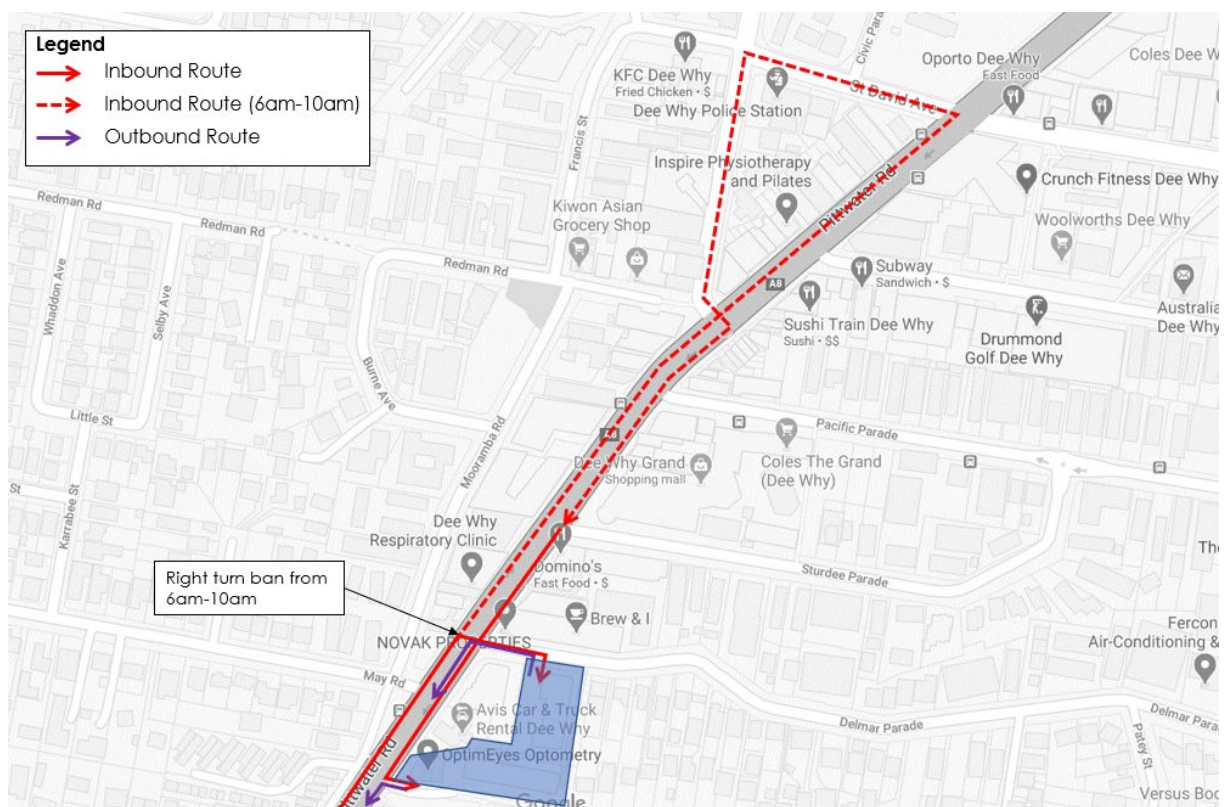 Legend
Inbound Route
Inbound Route (6am-10am)
Outbound Route
KFC Dee Why
Fried Chicken • $
Dee Why Police Station
Civic Parade
Oporto Dee Why
Fast Food
Coles Dee W
St David Ave
Francis St
Inspire Physiotherapy
and Pilates
Pittwater Rd
Crunch Fitness Dee Why
Redman Rd
Redman Rd
Kiwon Asian
Grocery Shop
Woolworths Dee Why
Redman Rd
Whaddon Ave
Selby Ave
A8
Subway
Sandwich • $
Sushi Train Dee Why
Sushi • $$
Drummond
Golf Dee Why
Australia
Dee Why
Burne Ave
Little St
Mooramba Rd
Pacific Parade
Dee Why Grand
Shopping mall
Coles The Grand
(Dee Why)
St
Karrabee St
Dee Why
Respiratory Clinic
Domino's
Fast Food • $
Sturdee Parade
The
Right turn ban from
6am-10am
Brew & I
NOVAK PROPERTIES
Fercon
Air-Conditioning &
May Rd
Avis Car & Truck
Rental Dee Why
Delmar Parade
Delmar Para
OptimEyes Optometry
Patey St
Pittwater Rd
Google
Versus Box